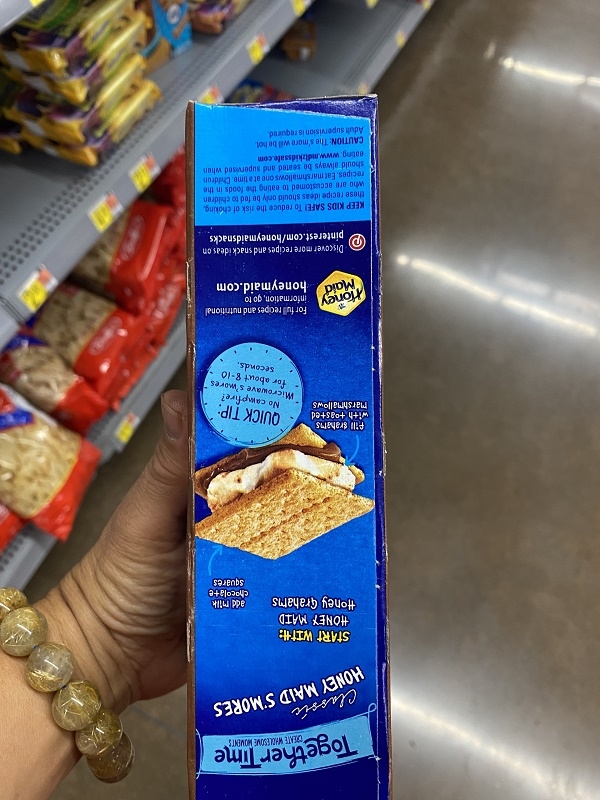 Together Time
CREATE WHOLESOME MOMENTS
Classic
HONEY MAID S'MORES
START WITH:
HONEY MAID
Honey Grahams
add milk
chocolate
squares
fill grahams
with toasted
marshmallows
QUICK TIP:
No campfire?
Microwave s'mores
for about 8-10
seconds.
Honey
Maid
For full recipes and nutritional
information, go to
honeymaid.com
Discover more recipes and snack ideas on
pinterest.com/honeymaidsnacks
KEEP KIDS SAFE! To reduce the risk of choking,
these recipe ideas should only be fed to children
who are accustomed to eating the foods in the
recipes. Eat marshmallows one at a time. Children
should always be seated and supervised when
eating. www.mdlzkidssafe.com
CAUTION: The s'more will be hot.
Adult supervision is required.